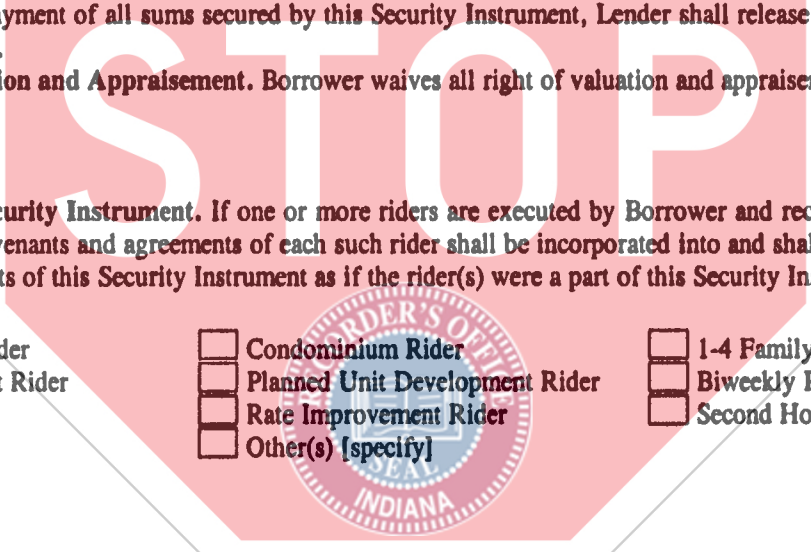 yment of all sums secured by this Security Instrument, Lender shall release
.
ion and Appraisement. Borrower waives all right of valuation and appraise
STOP
curity Instrument. If one or more riders are executed by Borrower and rec
venants and agreements of each such rider shall be incorporated into and shal
ts of this Security Instrument as if the rider(s) were a part of this Security In
RECORDER'S OFFICE
der Condominium Rider 1-4 Family
t Rider Planned Unit Development Rider Biweekly
Rate Improvement Rider Second Ho
Other(s) [specify]
SEAL
INDIANA